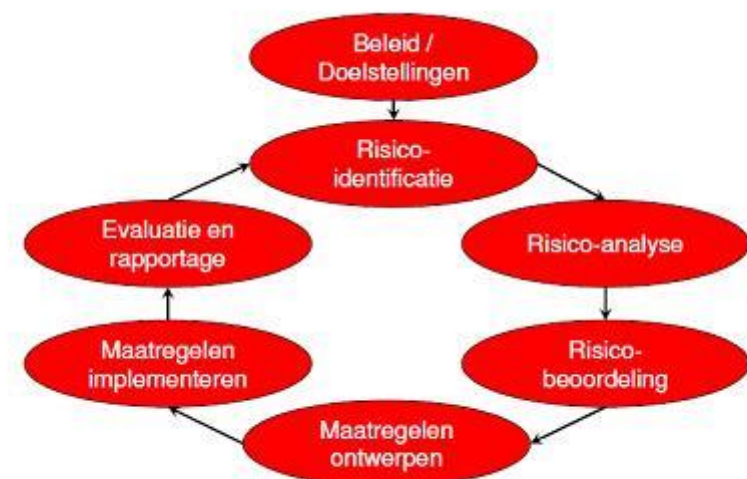 Beleid /
Doelstellingen
Risico-
identificatie
Risico-analyse
Risico-
beoordeling
Maatregelen
ontwerpen
Maatregelen
implementeren
Evaluatie en
rapportage